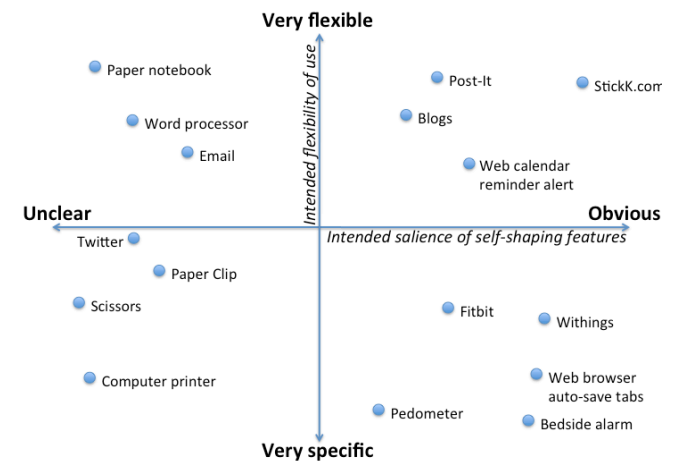 Very flexible
Intended flexibility of use
Paper notebook
Post-It
StickK.com
Word processor
Blogs
Email
Web calendar
reminder alert
Unclear
Obvious
Twitter
Intended salience of self-shaping features
Paper Clip
Scissors
Fitbit
Withings
Computer printer
Web browser
auto-save tabs
Pedometer
Bedside alarm
Very specific